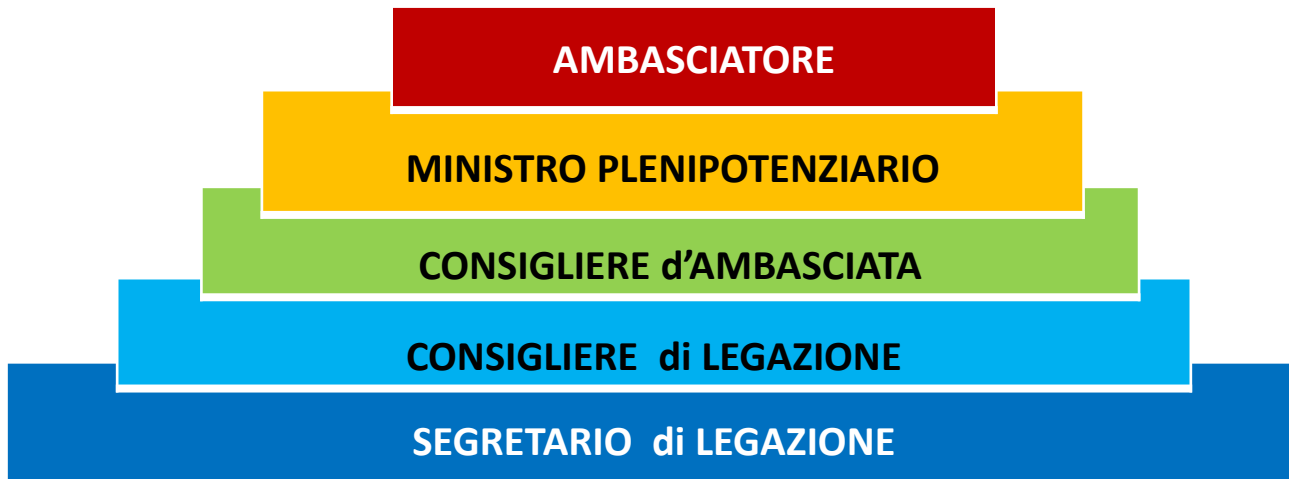 AMBASCIATORE
MINISTRO PLENIPOTENZIARIO
CONSIGLIERE d’AMBASCIATA
CONSIGLIERE di LEGAZIONE
SEGRETARIO di LEGAZIONE